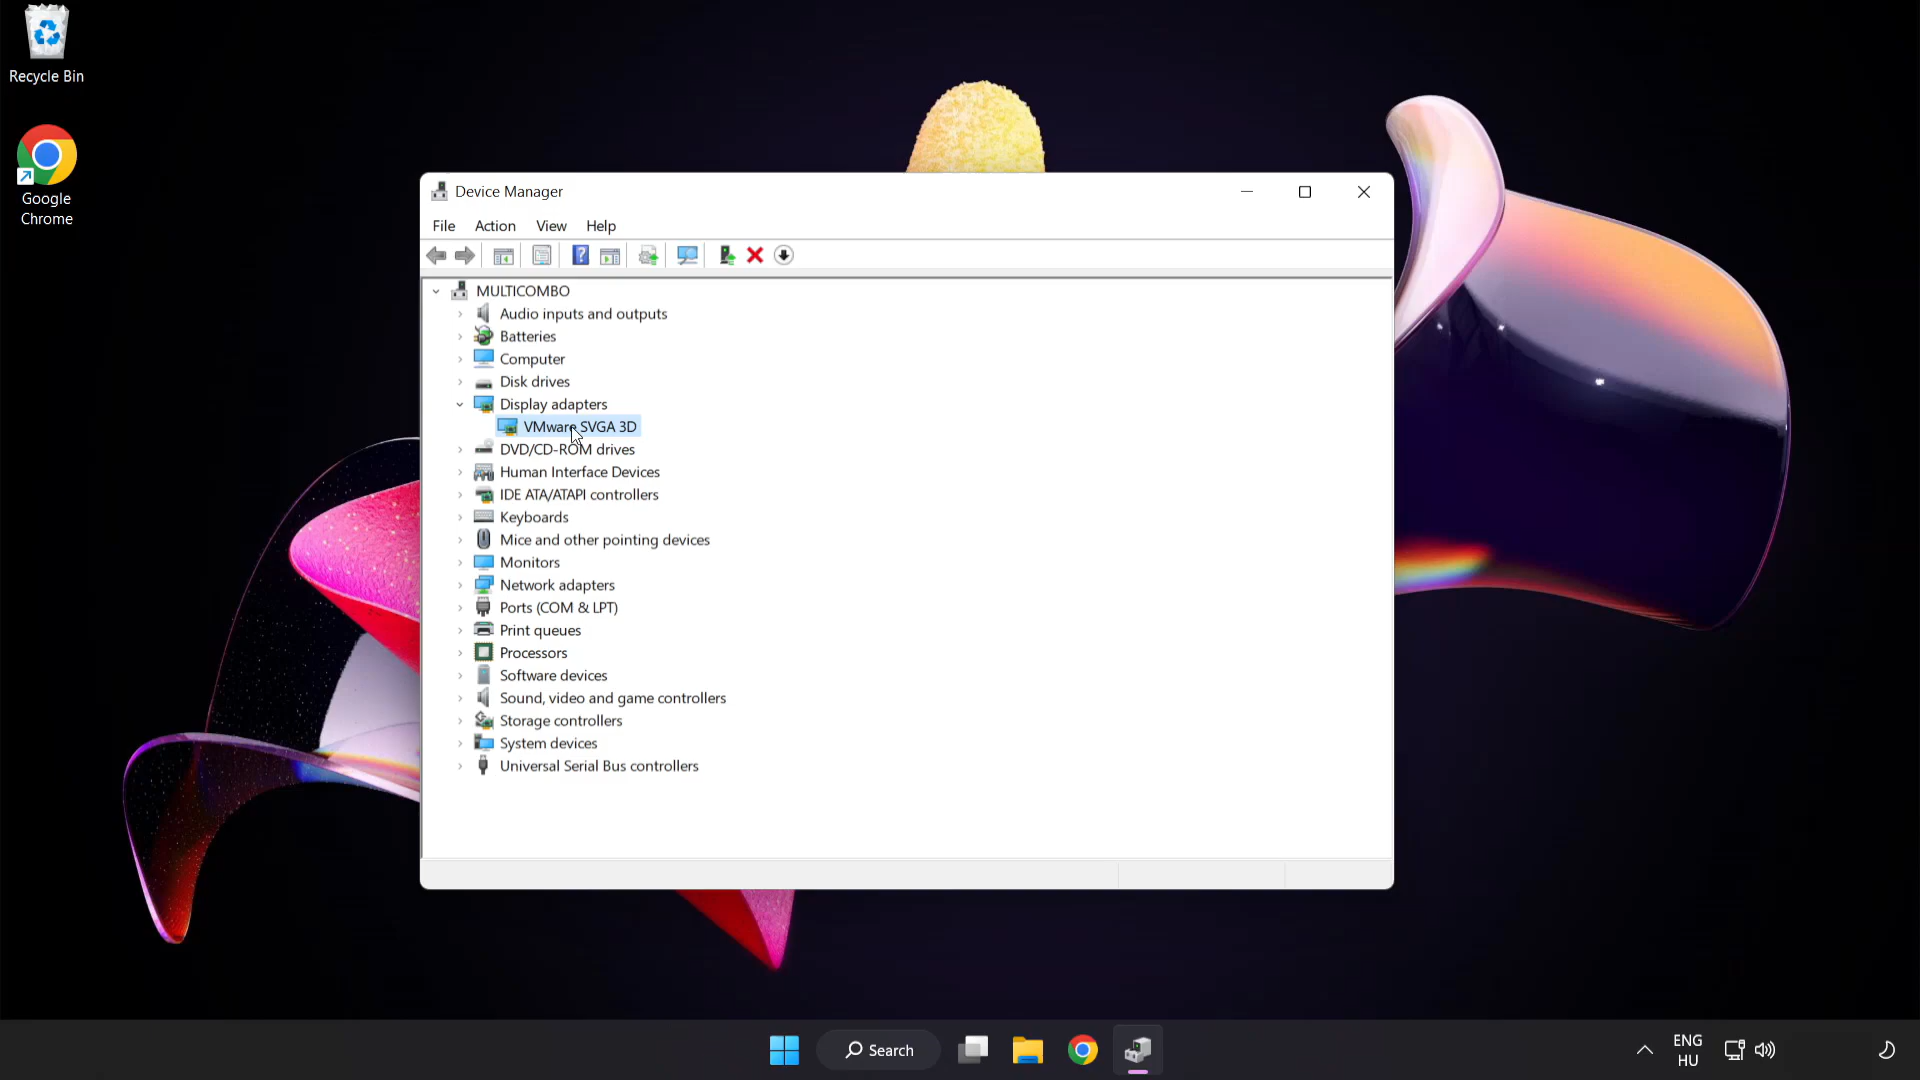 Recycle Bin
Google
Chrome
Device Manager
File Action View Help
MULTICOMBO
Audio inputs and outputs
Batteries
Computer
Disk drives
Display adapters
VMware SVGA 3D
DVD/CD-ROM drives
Human Interface Devices
IDE ATA/ATAPI controllers
Keyboards
Mice and other pointing devices
Monitors
Network adapters
Ports (COM & LPT)
Print queues
Processors
Software devices
Sound, video and game controllers
Storage controllers
System devices
Universal Serial Bus controllers
Search
ENG
HU